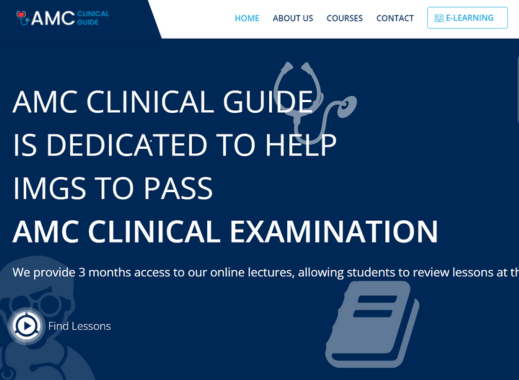 AMC CLINICAL GUIDE
HOME ABOUT US COURSES CONTACT E-LEARNING
AMC CLINICAL GUIDE
IS DEDICATED TO HELP
IMGS TO PASS
AMC CLINICAL EXAMINATION
We provide 3 months access to our online lectures, allowing students to review lessons at
Find Lessons